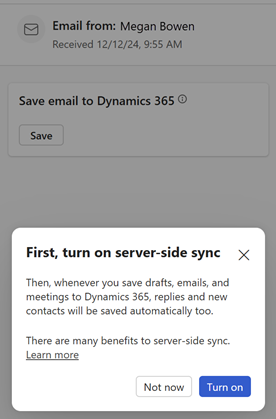 Email from: Megan Bowen
Received 12/12/24, 9:55 AM
Save email to Dynamics 365
Save
First, turn on server-side sync
Then, whenever you save drafts, emails, and
meetings to Dynamics 365, replies and new
contacts will be saved automatically too.
There are many benefits to server-side sync.
Learn more
Not now
Turn on